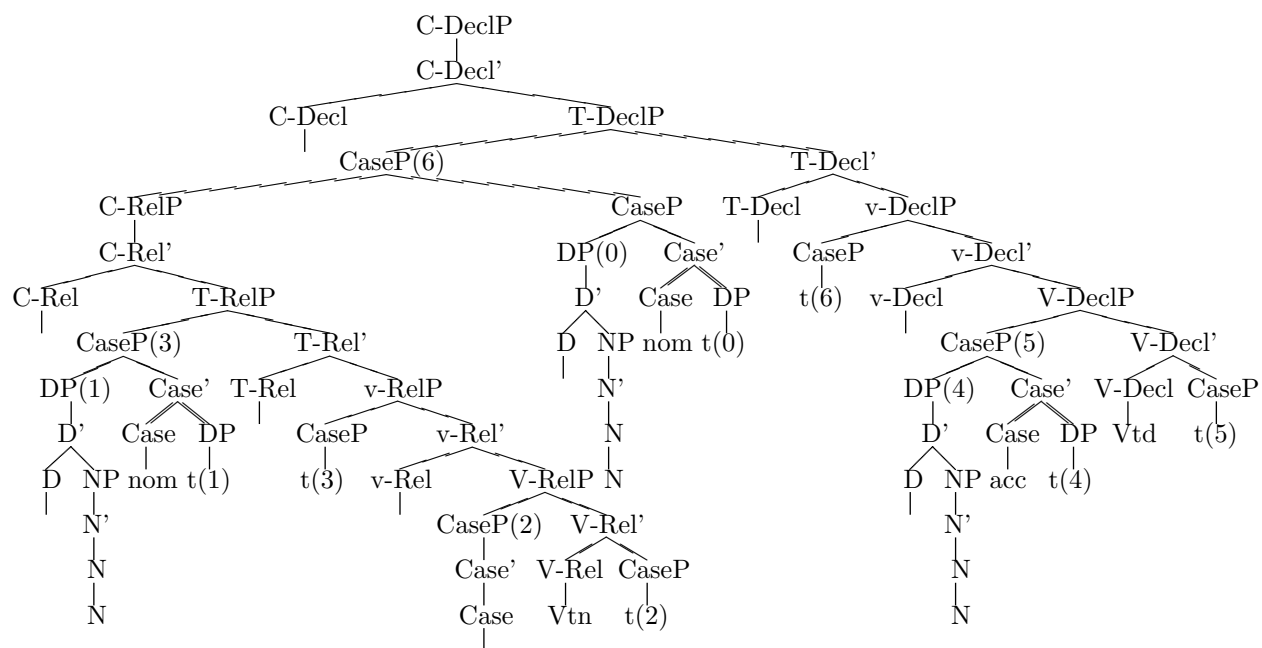 C-DeclP
C-Decl'
C-Decl T-DeclP
CaseP(6) T-Decl'
C-RelP CaseP T-Decl v-DeclP
C-Rel' DP(0) Case' CaseP v-Decl'
C-Rel T-RelP D' Case DP t(6) v-Decl V-DeclP
CaseP(3) T-Rel' D NP nom t(0) CaseP(5) V-Decl'
DP(1) Case' T-Rel v-RelP N' DP(4) Case' V-Decl CaseP
D' Case DP CaseP v-Rel' N D' Case DP Vtd t(5)
D NP nom t(1) t(3) v-Rel V-RelP N D NP acc t(4)
N' CaseP(2) V-Rel' N'
N Case' V-Rel CaseP N
N Case Vtn t(2) N